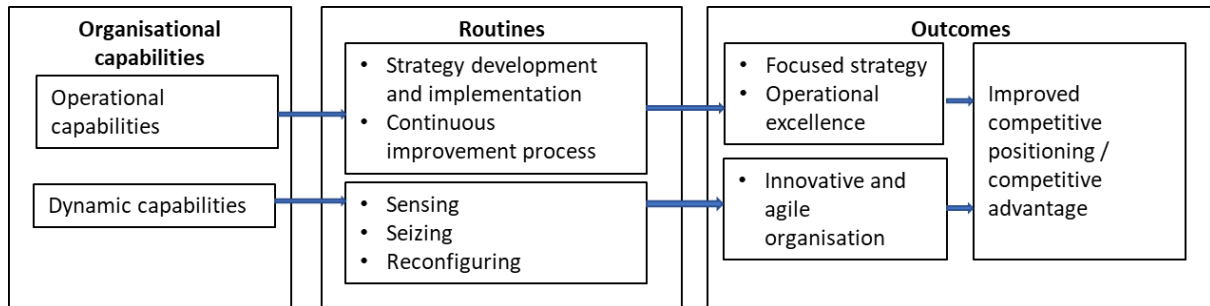 Organisational
capabilities
Operational
capabilities
Dynamic capabilities
Routines
• Strategy development
and implementation
• Continuous
improvement process
• Sensing
• Seizing
• Reconfiguring
Outcomes
• Focused strategy
• Operational
excellence
• Innovative and
agile
organisation
Improved
competitive
positioning /
competitive
advantage